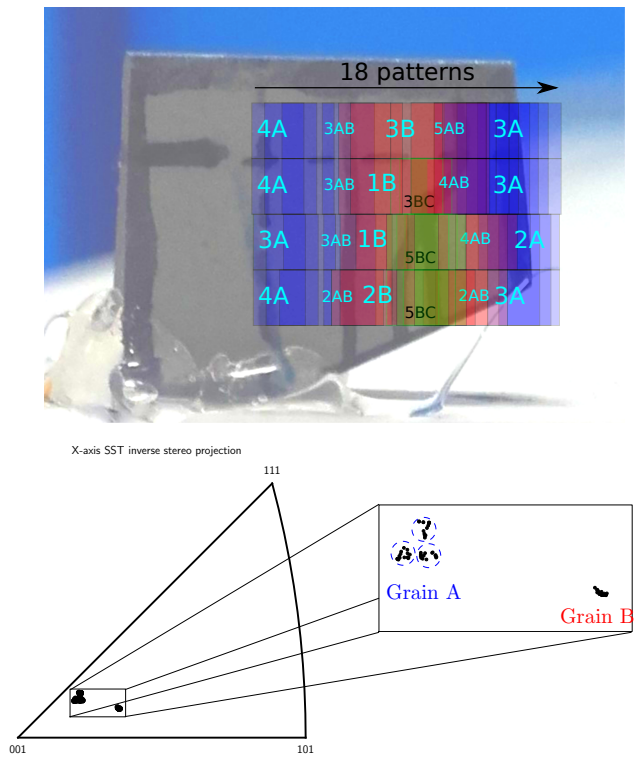 18 patterns
4A 3AB 3B 5AB 3A
4A 3AB 1B 4AB 3A
3BC
3A 3AB 1B 4AB 2A
5BC
4A 2AB 2B 2AB 3A
5BC
X-axis SST inverse stereo projection
111
Grain A
Grain B
001
101